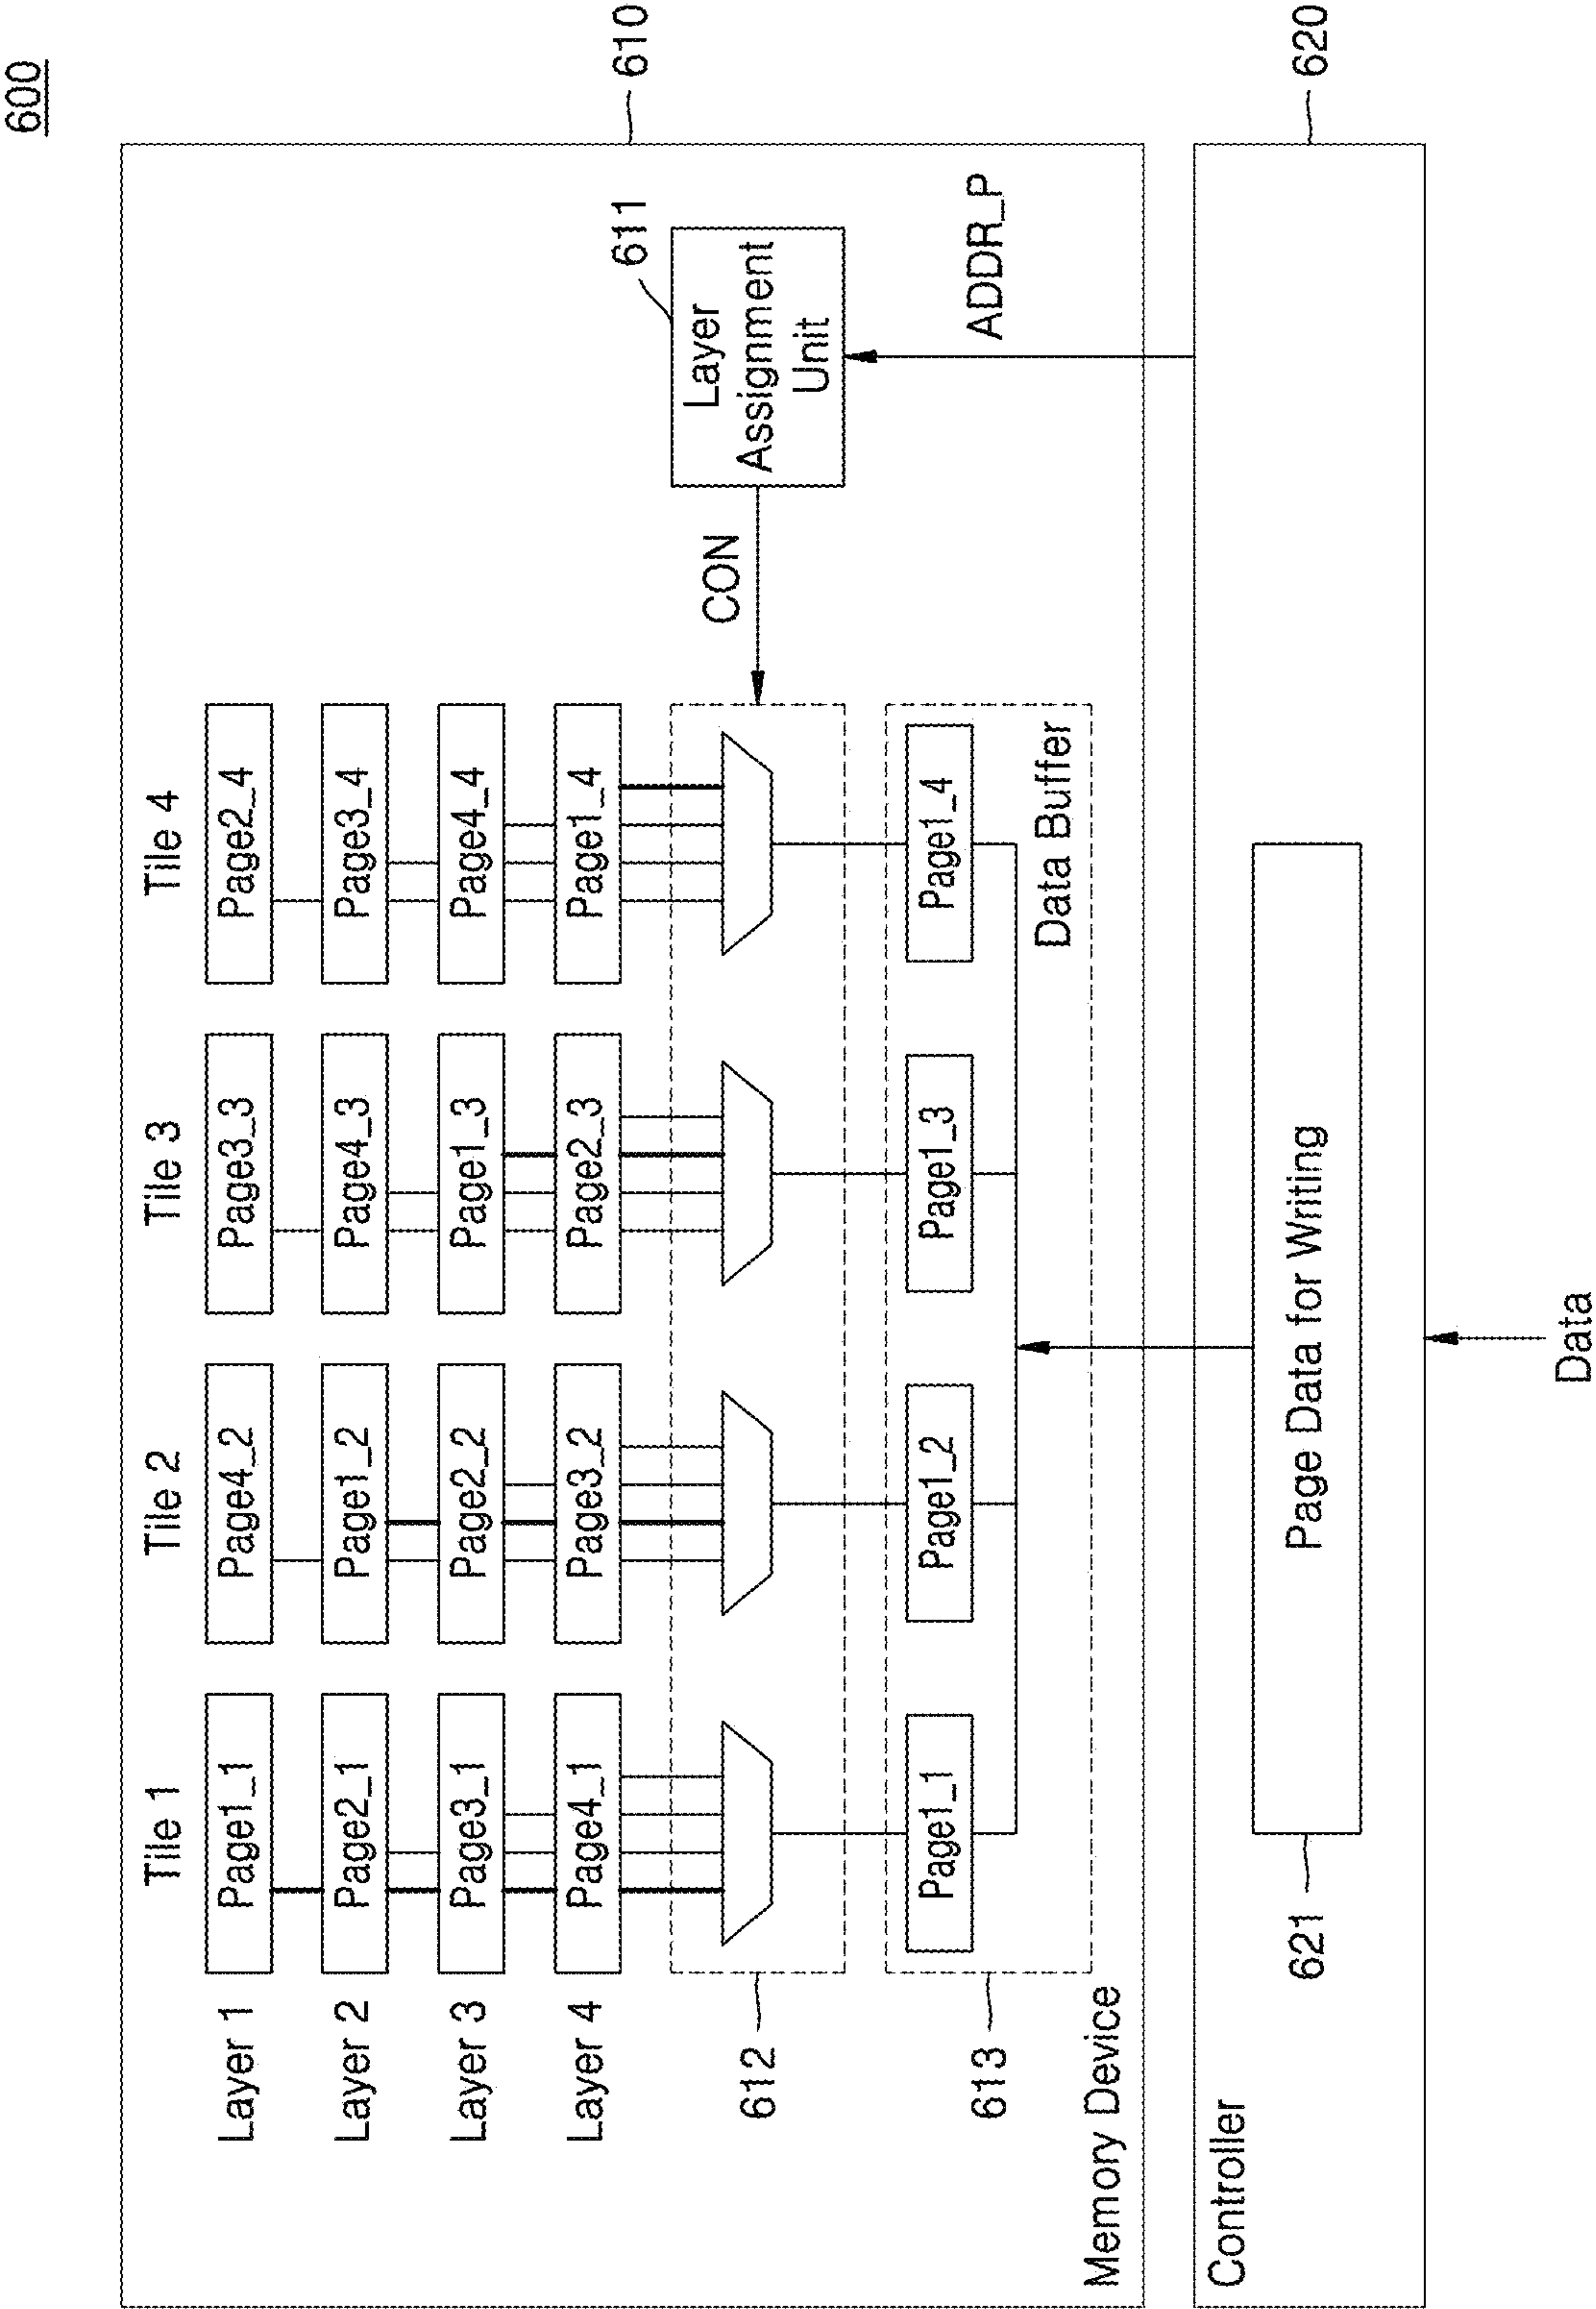 600
Tile 1
Tile 2
Tile 3
Tile 4
Layer 1
Page1_1
Page4_2
Page3_3
Page2_4
Layer 2
Page2_1
Page1_2
Page4_3
Page3_4
Layer 3
Page3_1
Page2_2
Page1_3
Page4_4
Layer 4
Page4_1
Page3_2
Page2_3
Page1_4
610
611
Layer
Assignment
Unit
CON
612
ADDR_P
613
Page1_1
Page1_2
Page1_3
Page1_4
Data Buffer
Memory Device
Controller
620
621
Page Data for Writing
Data